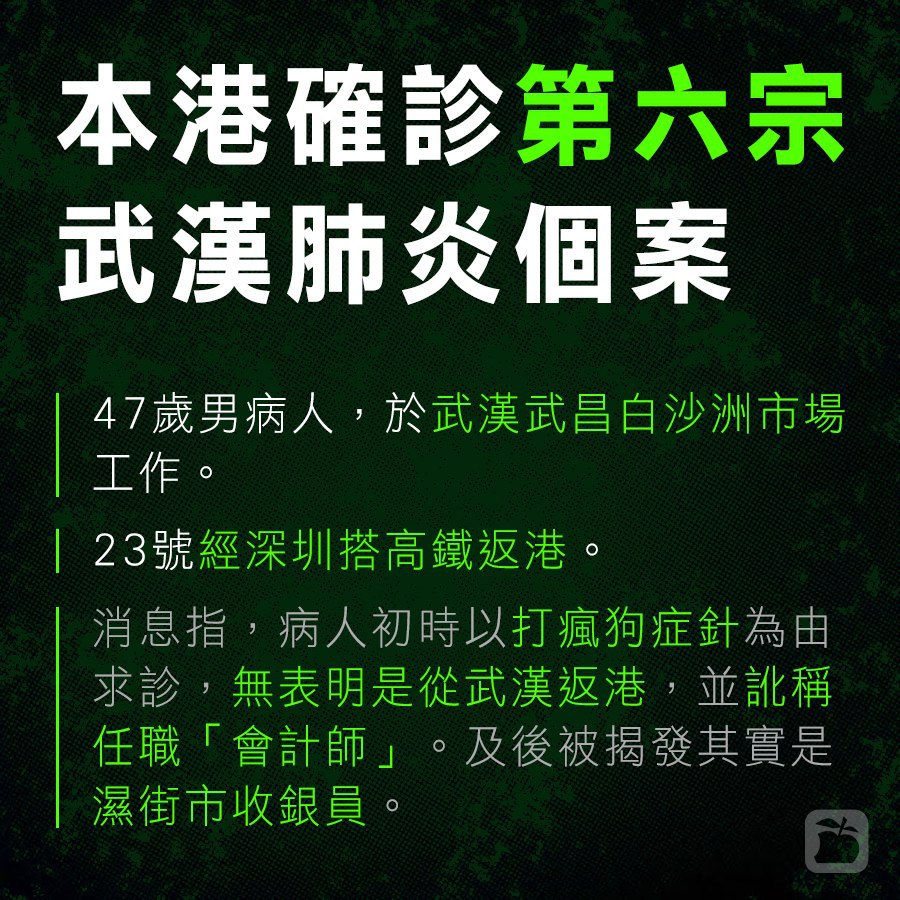 本港確診第六宗
武漢肺炎個案
47歲男病人，於武漢武昌白沙洲市場
工作。
23號經深圳搭高鐵返港。
消息指，病人初時以打瘋狗症針為由
求診，無表明是從武漢返港，並訛稱
任職「會計師」。及後被揭發其實是
濕街市收銀員。